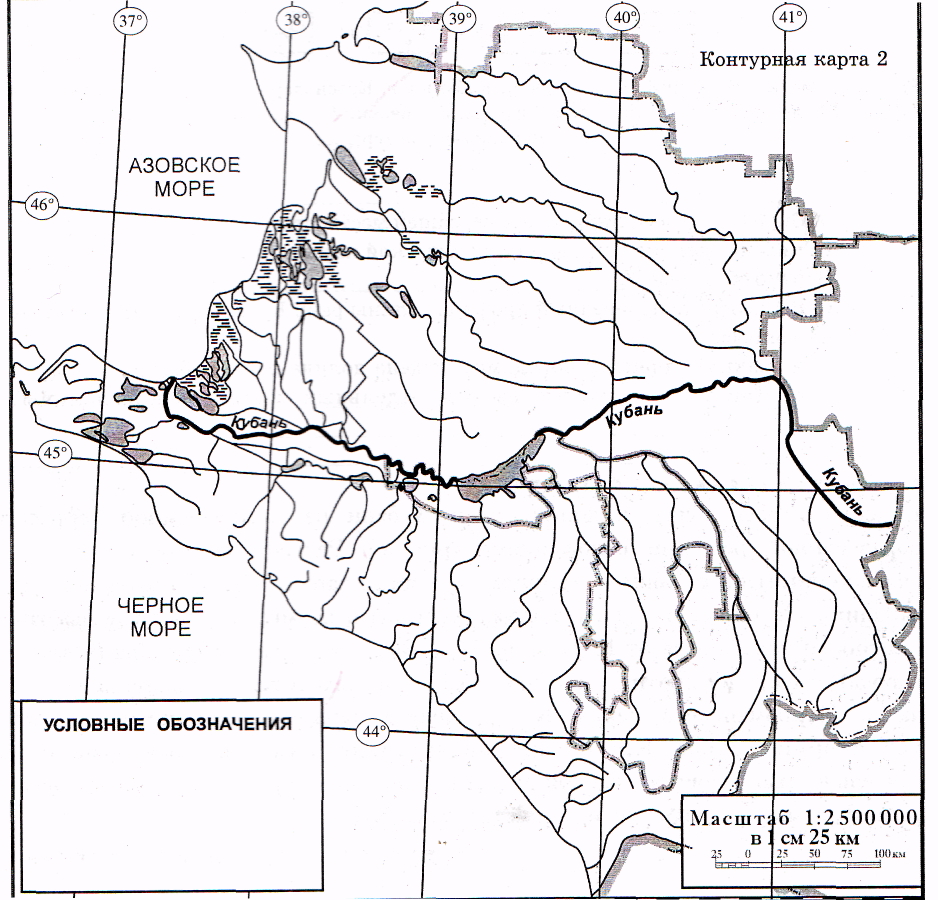 37°
38°
39°
40°
41°
Контурная карта 2
АЗОВСКОЕ
МОРЕ
46°
Кубань
Кубань
45°
Кубань
ЧЕРНОЕ
МОРЕ
УСЛОВНЫЕ ОБОЗНАЧЕНИЯ
44°
Масштаб 1:2 500 000
в 1 см 25 км
25 0 25 50 75 100 км